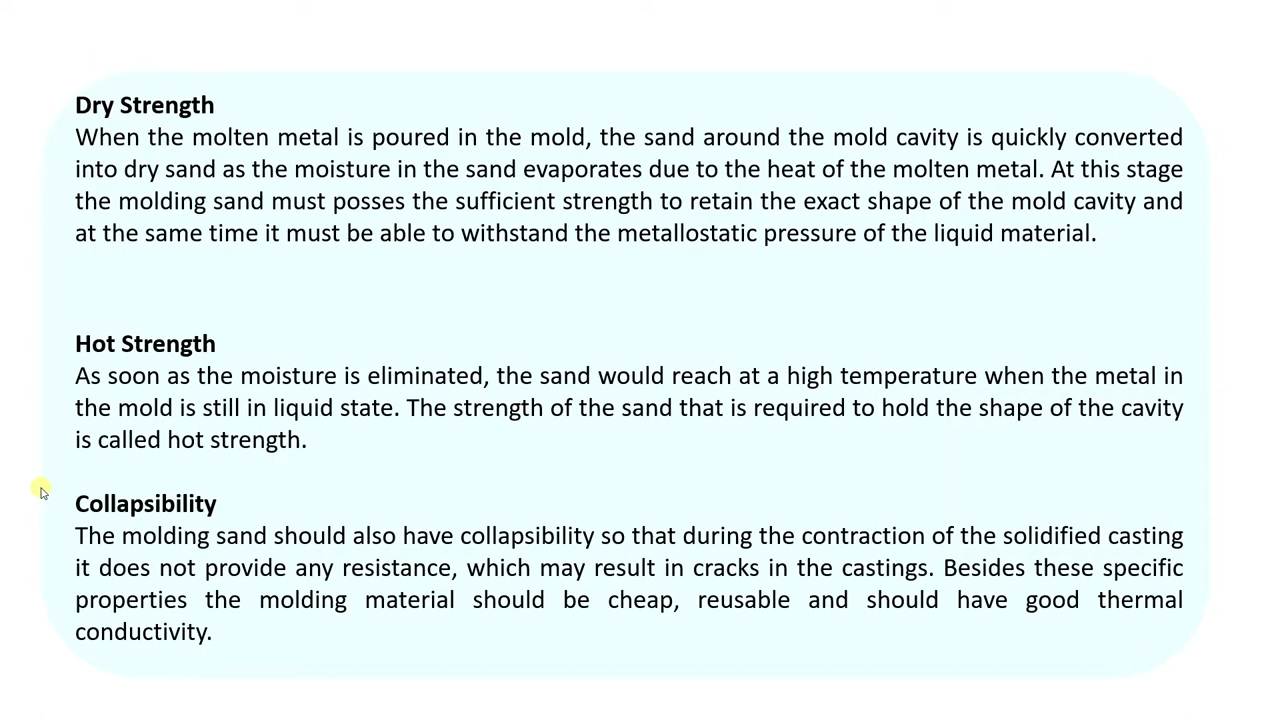 Dry Strength
When the molten metal is poured in the mold, the sand around the mold cavity is quickly converted
into dry sand as the moisture in the sand evaporates due to the heat of the molten metal. At this stage
the molding sand must posses the sufficient strength to retain the exact shape of the mold cavity and
at the same time it must be able to withstand the metallostatic pressure of the liquid material.
Hot Strength
As soon as the moisture is eliminated, the sand would reach at a high temperature when the metal in
the mold is still in liquid state. The strength of the sand that is required to hold the shape of the cavity
is called hot strength.
Collapsibility
The molding sand should also have collapsibility so that during the contraction of the solidified casting
it does not provide any resistance, which may result in cracks in the castings. Besides these specific
properties the molding material should be cheap, reusable and should have good thermal
conductivity.